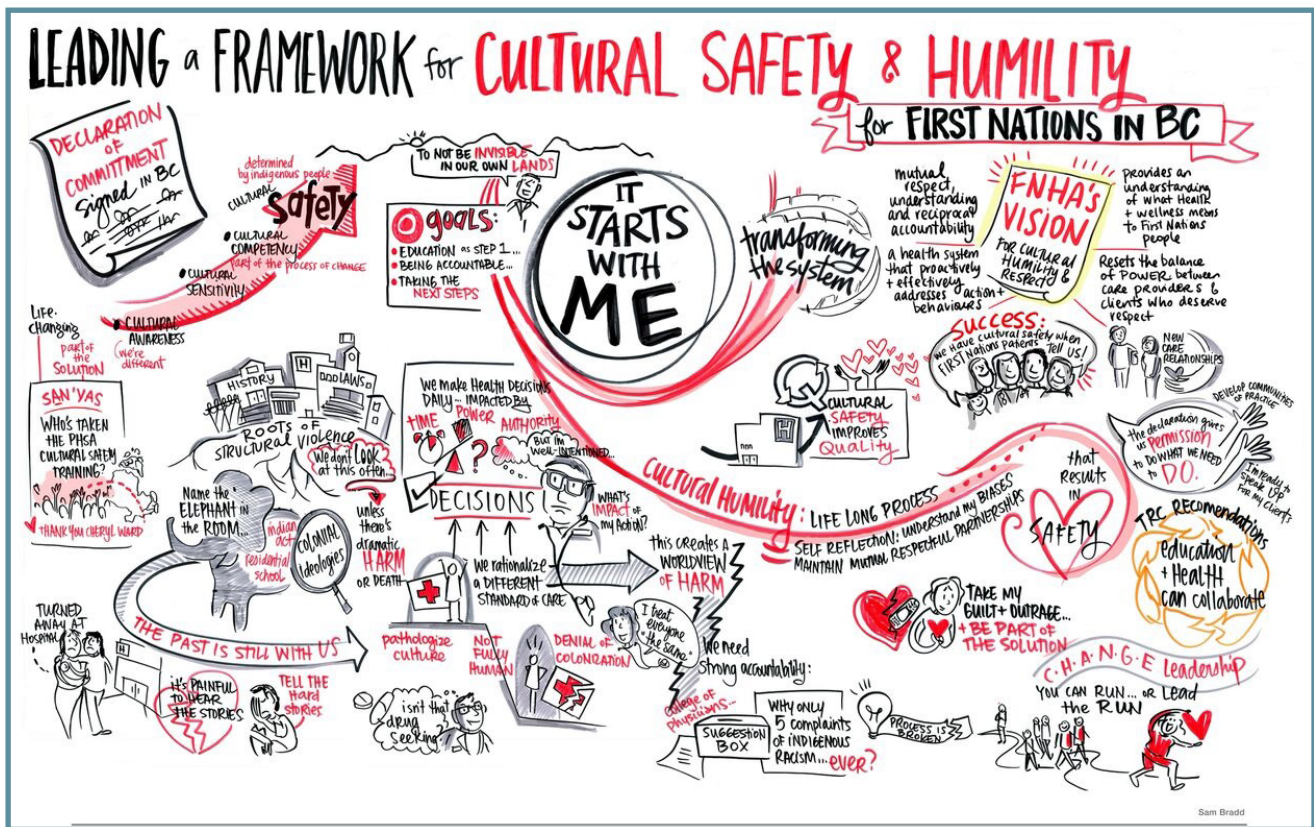 LEADING a FRAMEWORK for CULTURAL SAFETY & HUMILITY
for FIRST NATIONS IN BC
DECLARATION
OF
COMMITMENT
signed IN BC
determined
by indigenous people
CULTURAL
safety
• CULTURAL
COMPETENCY
part of the process of change
• CULTURAL
SENSITIVITY
• CULTURAL
AWARENESS
(we're
different
TO NOT BE INVISIBLE
IN OUR OWN LANDS
goals:
• EDUCATION as STEP 1...
• BEING ACCOUNTABLE...
• TAKING THE
NEXT STEPS
IT
STARTS
WITH
ME
transforming
the system
mutual
respect,
understanding
and reciprocal
accountability
a health system
that proactively
+ effectively
addresses action +
behaviours
FNHA'S
VISION
FOR CULTURAL
HUMILITY &
RESPECT
provides an
understanding
of what Health
+ wellness means
to First Nations
people
Resets the balance
of POWER between
care providers &
clients who deserve
respect
Life
changing
part of
the
SOLUTION
SAN'YAS
WHO'S TAKEN
THE PHSA
CULTURAL SAFETY
TRAINING?
THANK YOU CHERYL WARD
HISTORY
LAWS
ROOTS OF
STRUCTURAL VIOLENCE
We don't LOOK
at this often...
unless
there's
dramatic
HARM
or DEATH
Name the
ELEPHANT IN
the ROOM...
indian
act
residential
school
COLONIAL
ideologies
THE PAST IS STILL WITH US
TURNED
AWAY AT
Hospital
H
it's PAINFUL
TO HEAR
THE STORIES
TELL THE
Hard
stories
We make Health Decisions
DAILY... IMPACTED BY
TIME
POWER
?
AUTHORITY
But I'm
Well-INTENTIONED...
DECISIONS
WHAT'S
IMPACT of
my Action?
We rationalize
a DIFFERENT
STANDARD OF CARE
this creates a
WORLDVIEW
OF HARM
pathologize
culture
NOT
FULLY
HUMAN
DENIAL OF
COLONIZATION
I treat
everyone
"the same"
isn't that
drug
seeking..
We need
strong accountability:
college of
physicians...
SUGGESTION
BOX
WHY ONLY
5 complaints
of INDIGENOUS
RACISM... EVER?
PROCESS IS
BROKEN
H
CULTURAL
SAFETY
IMPROVES
QUALITY
SUCCESS:
we have cultural safety when
FIRST Nations patients Tell US!
NEW
CARE
RELATIONSHIPS
DEVELOP COMMUNITIES
OF PRACTICE
the declaration gives
us PERMISSION
to DO WHAT WE NEED
to DO.
I'm ready to
speak UP
for my clients
CULTURAL HUMILITY: LIFE LONG PROCESS
SELF REFLECTION: UNDERSTAND MY BIASES
MAINTAIN MUTUAL RESPECTFUL PARTNERSHIPS
that
Results
IN
SAFETY
TRC RECOMENDATIONS
education
+ Health
can collaborate
TAKE MY
GUILT + OUTRAGE...
+ BE PART OF
THE SOLUTION
C·H·A·N·G·E Leadership
YOU CAN RUN... or Lead
the RUN
Sam Bradd